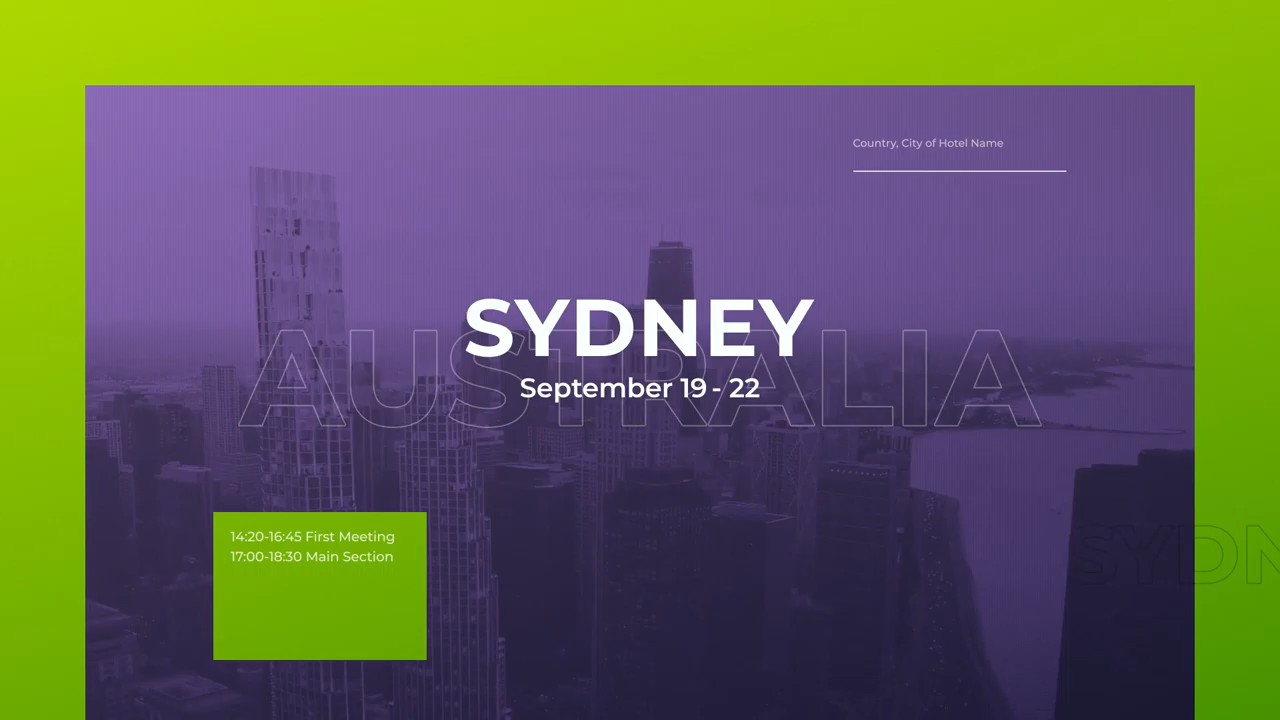 Country, City of Hotel Name
SYDNEY
AUSTRALIA
September 19 - 22
14:20-16:45 First Meeting
17:00-18:30 Main Section
SYDN